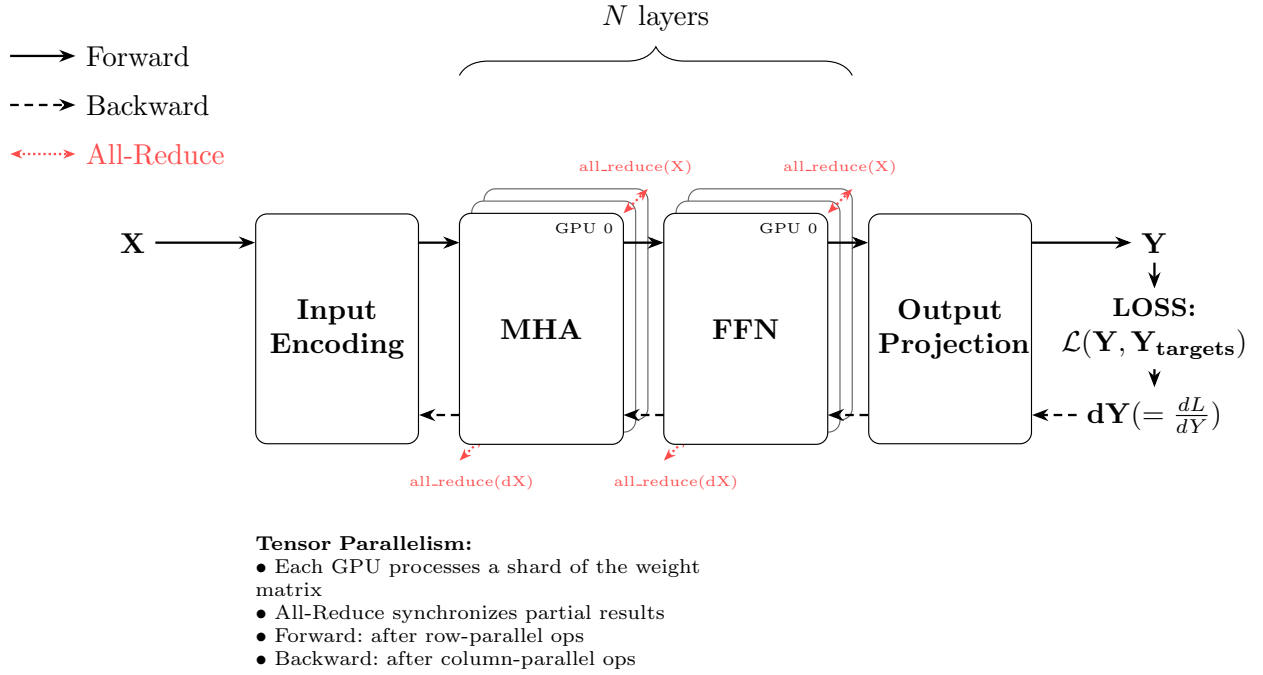 N layers
Forward
Backward
All-Reduce
all_reduce(X)
all_reduce(X)
GPU 0
GPU 0
X
Y
Input
Encoding
MHA
FFN
Output
Projection
LOSS:
ℒ(Y, Y_targets)
dY(= dL/dY)
all_reduce(dX)
all_reduce(dX)
Tensor Parallelism:
• Each GPU processes a shard of the weight
matrix
• All-Reduce synchronizes partial results
• Forward: after row-parallel ops
• Backward: after column-parallel ops